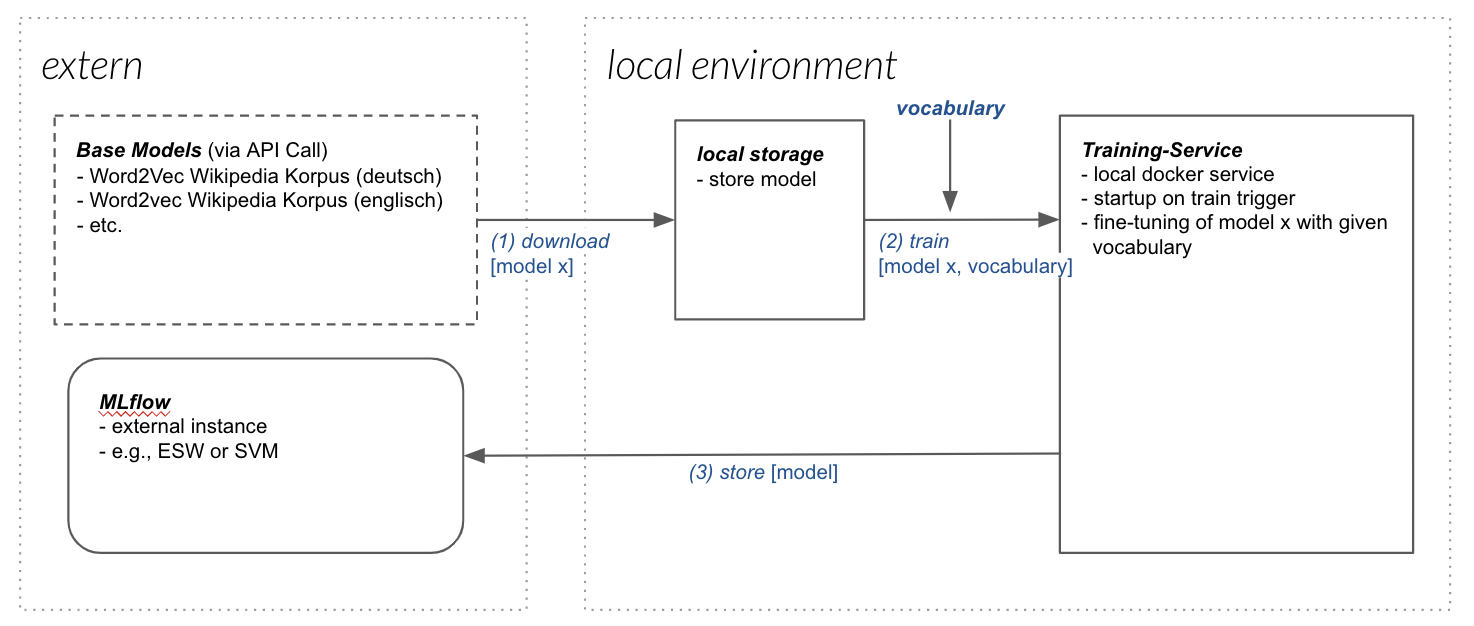 extern
Base Models (via API Call)
- Word2Vec Wikipedia Korpus (deutsch)
- Word2vec Wikipedia Korpus (englisch)
- etc.
MLflow
- external instance
- e.g., ESW or SVM
(1) download
[model x]
local environment
local storage
- store model
vocabulary
(2) train
[model x, vocabulary]
Training-Service
- local docker service
- startup on train trigger
- fine-tuning of model x with given
vocabulary
(3) store [model]